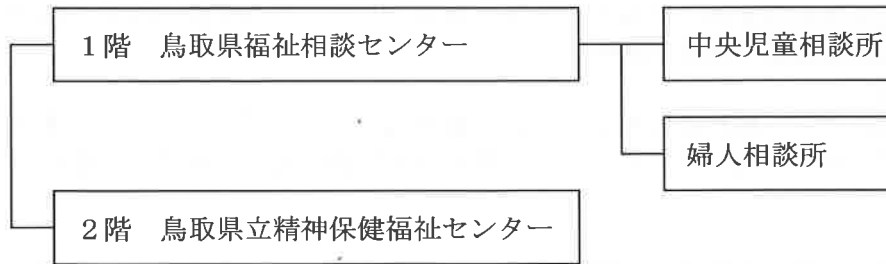 1階　鳥取県福祉相談センター
中央児童相談所
婦人相談所
2階　鳥取県立精神保健福祉センター